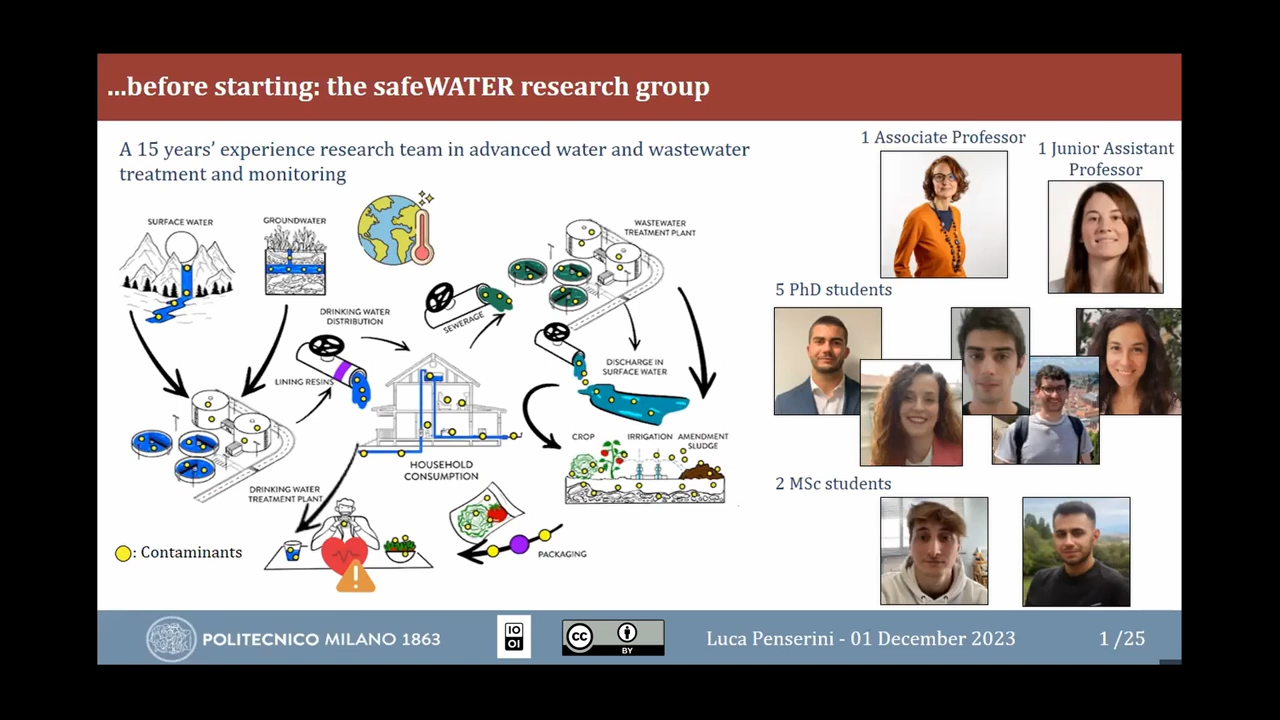 ...before starting: the safeWATER research group
A 15 years' experience research team in advanced water and wastewater
treatment and monitoring
1 Associate Professor
1 Junior Assistant
Professor
SURFACE WATER
GROUNDWATER
WASTEWATER
TREATMENT PLANT
5 PhD students
DRINKING WATER
DISTRIBUTION
SEWERAGE
LINING RESINS
DISCHARGE IN
SURFACE WATER
CROP
IRRIGATION
AMENDMENT
SLUDGE
HOUSEHOLD
CONSUMPTION
2 MSc students
DRINKING WATER
TREATMENT PLANT
: Contaminants
PACKAGING
POLITECNICO MILANO 1863
IO
OI
CC
BY
Luca Penserini - 01 December 2023
1 /25